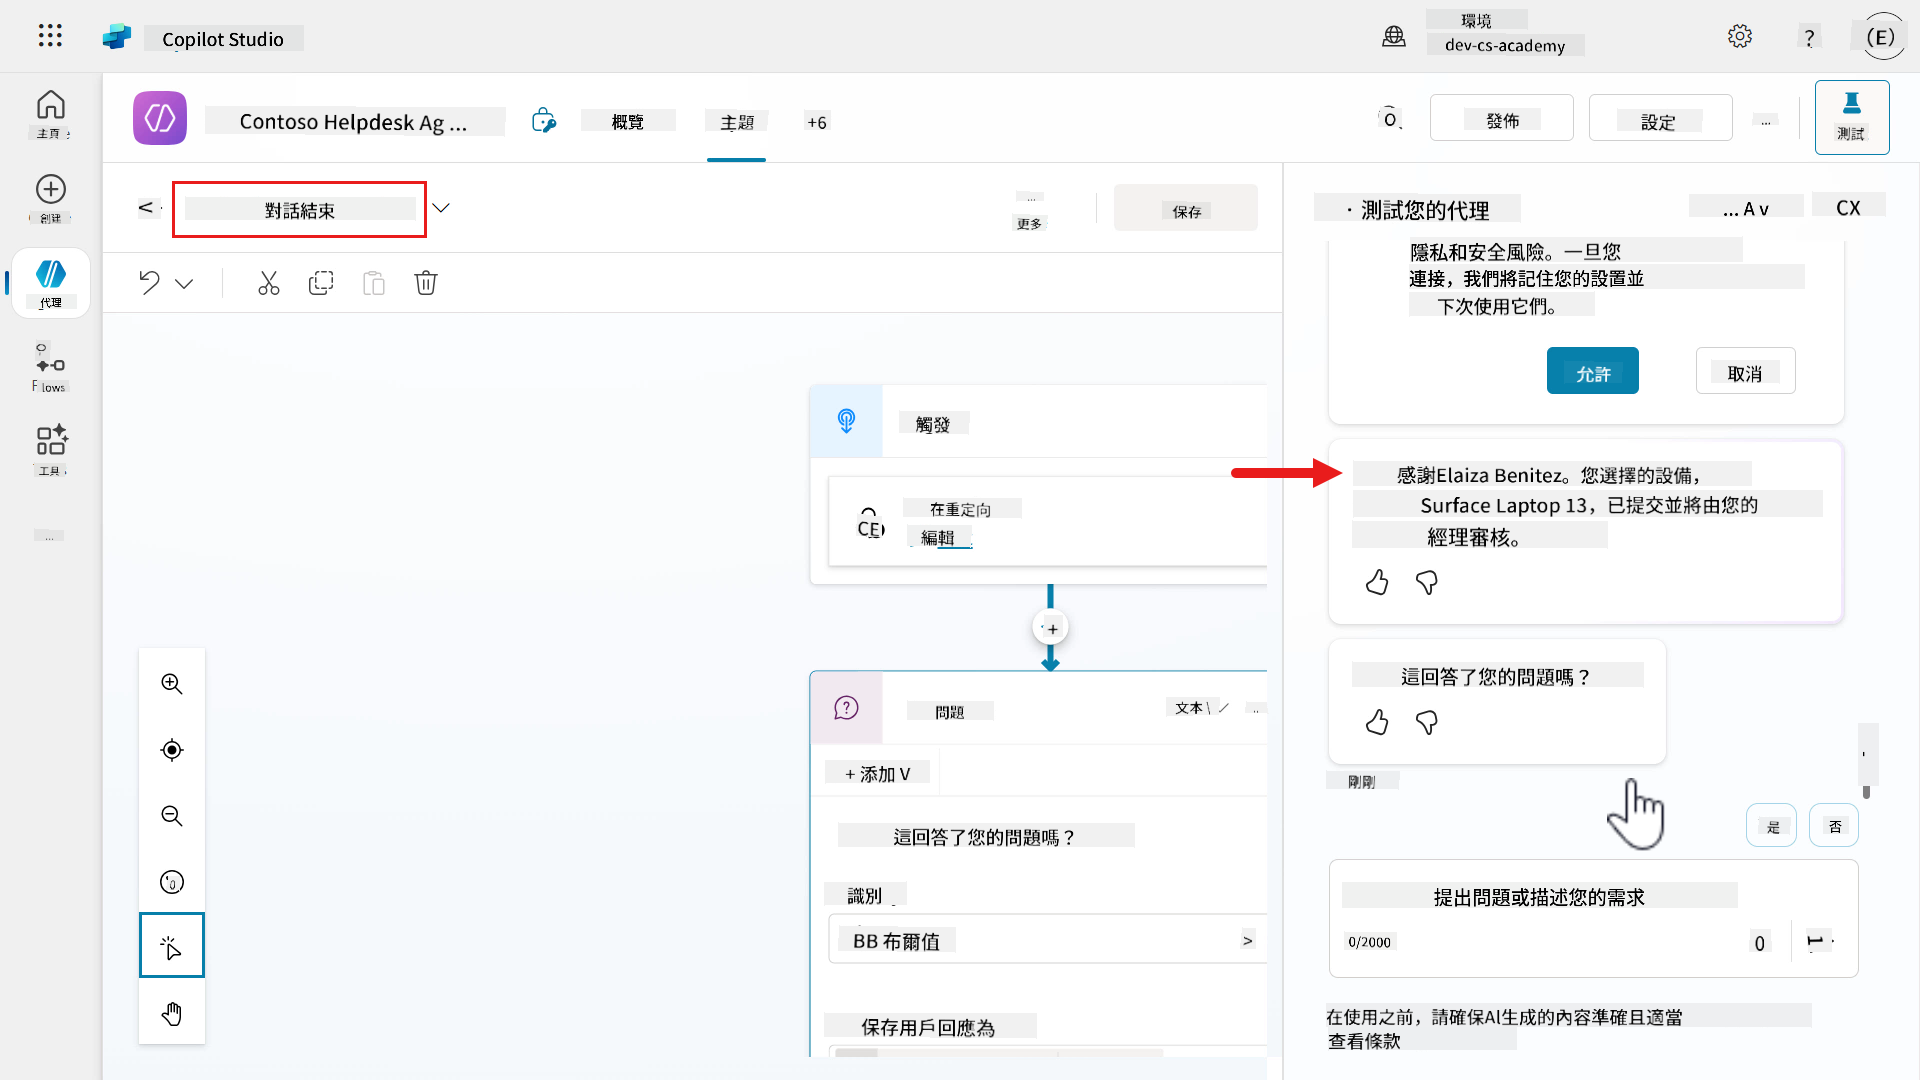 Copilot Studio
環境
dev-cs-academy
?
(E)
主頁
創建
代理
Flows
工具
...
Contoso Helpdesk Ag ...
概覽
主題
+6
發佈
設定
...
測試
<
對話結束
...
更多
保存
觸發
在重定向
編輯
+
問題
文本
+ 添加 V
這回答了您的問題嗎？
識別
BB 布爾值
>
保存用戶回應為
· 測試您的代理
... A v
CX
隱私和安全風險。一旦您
連接，我們將記住您的設置並
下次使用它們。
允許
取消
感謝Elaiza Benitez。您選擇的設備，
Surface Laptop 13，已提交並將由您的
經理審核。
這回答了您的問題嗎？
剛剛
是
否
提出問題或描述您的需求
0/2000
0
在使用之前，請確保AI生成的內容準確且適當
查看條款